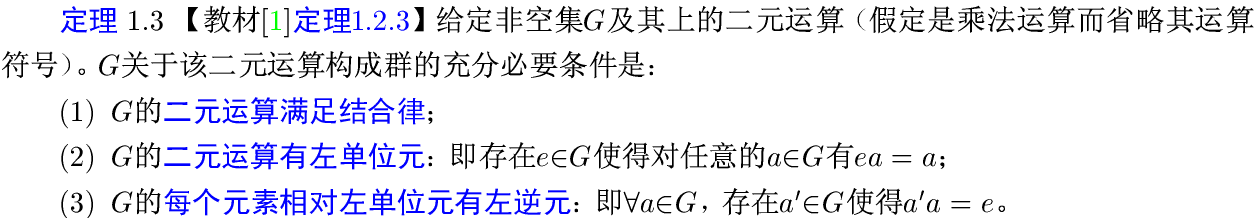 定理 1.3 【教材[1]定理1.2.3】给定非空集G及其上的二元运算（假定是乘法运算而省略其运算
符号）。G关于该二元运算构成群的充分必要条件是：
(1) G的二元运算满足结合律；
(2) G的二元运算有左单位元：即存在e∈G使得对任意的a∈G有ea = a；
(3) G的每个元素相对左单位元有左逆元：即∀a∈G，存在a′∈G使得a′a = e。